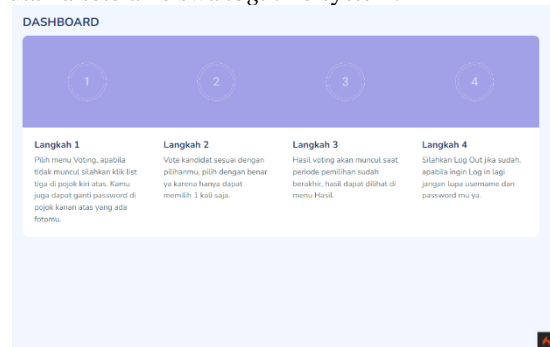 DASHBOARD
1
2
3
4
Langkah 1
Pilih menu Voting, apabila
tidak muncul silahkan klik list
tiga di pojok kiri atas. Kamu
juga dapat ganti password di
pojok kanan atas yang ada
fotomu.
Langkah 2
Vote kandidat sesuai dengan
pilihanmu, pilih dengan benar
ya karena hanya dapat
memilih 1 kali saja.
Langkah 3
Hasil voting akan muncul saat
periode pemilihan sudah
berakhir, hasil dapat dilihat di
menu Hasil.
Langkah 4
Silahkan Log Out jika sudah,
apabila ingin Log in lagi
jangan lupa username dan
password mu ya.